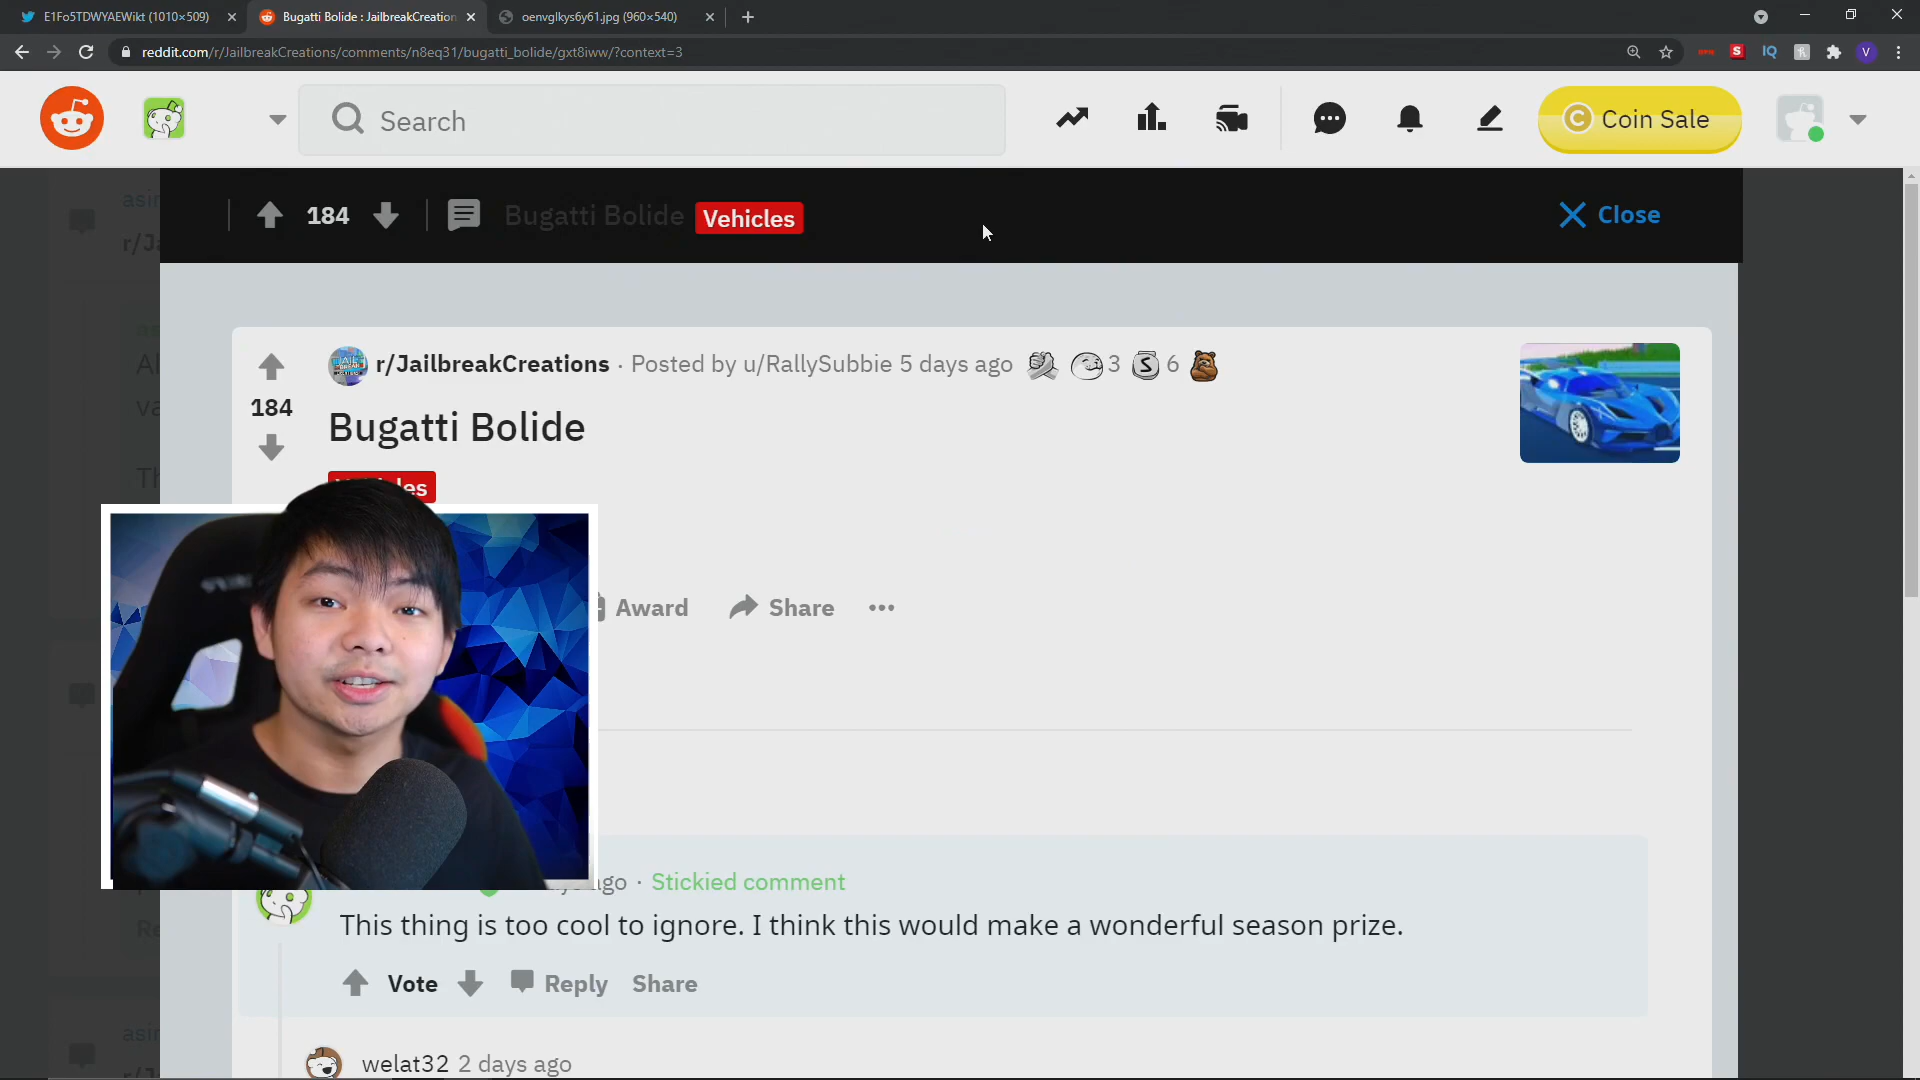 E1Fo5TDWYAEWikt (1010×509)
Bugatti Bolide : JailbreakCreation
oenvglkys6y61.jpg (960×540)
reddit.com/r/JailbreakCreations/comments/n8eq31/bugatti_bolide/gxt8iww/?context=3
S
IQ
V
Search
Coin Sale
184
Bugatti Bolide
Vehicles
Close
r/JailbreakCreations · Posted by u/RallySubbie 5 days ago
3
S
6
184
Bugatti Bolide
Award
Share
ago · Stickied comment
This thing is too cool to ignore. I think this would make a wonderful season prize.
Vote
Reply
Share
welat32 2 days ago